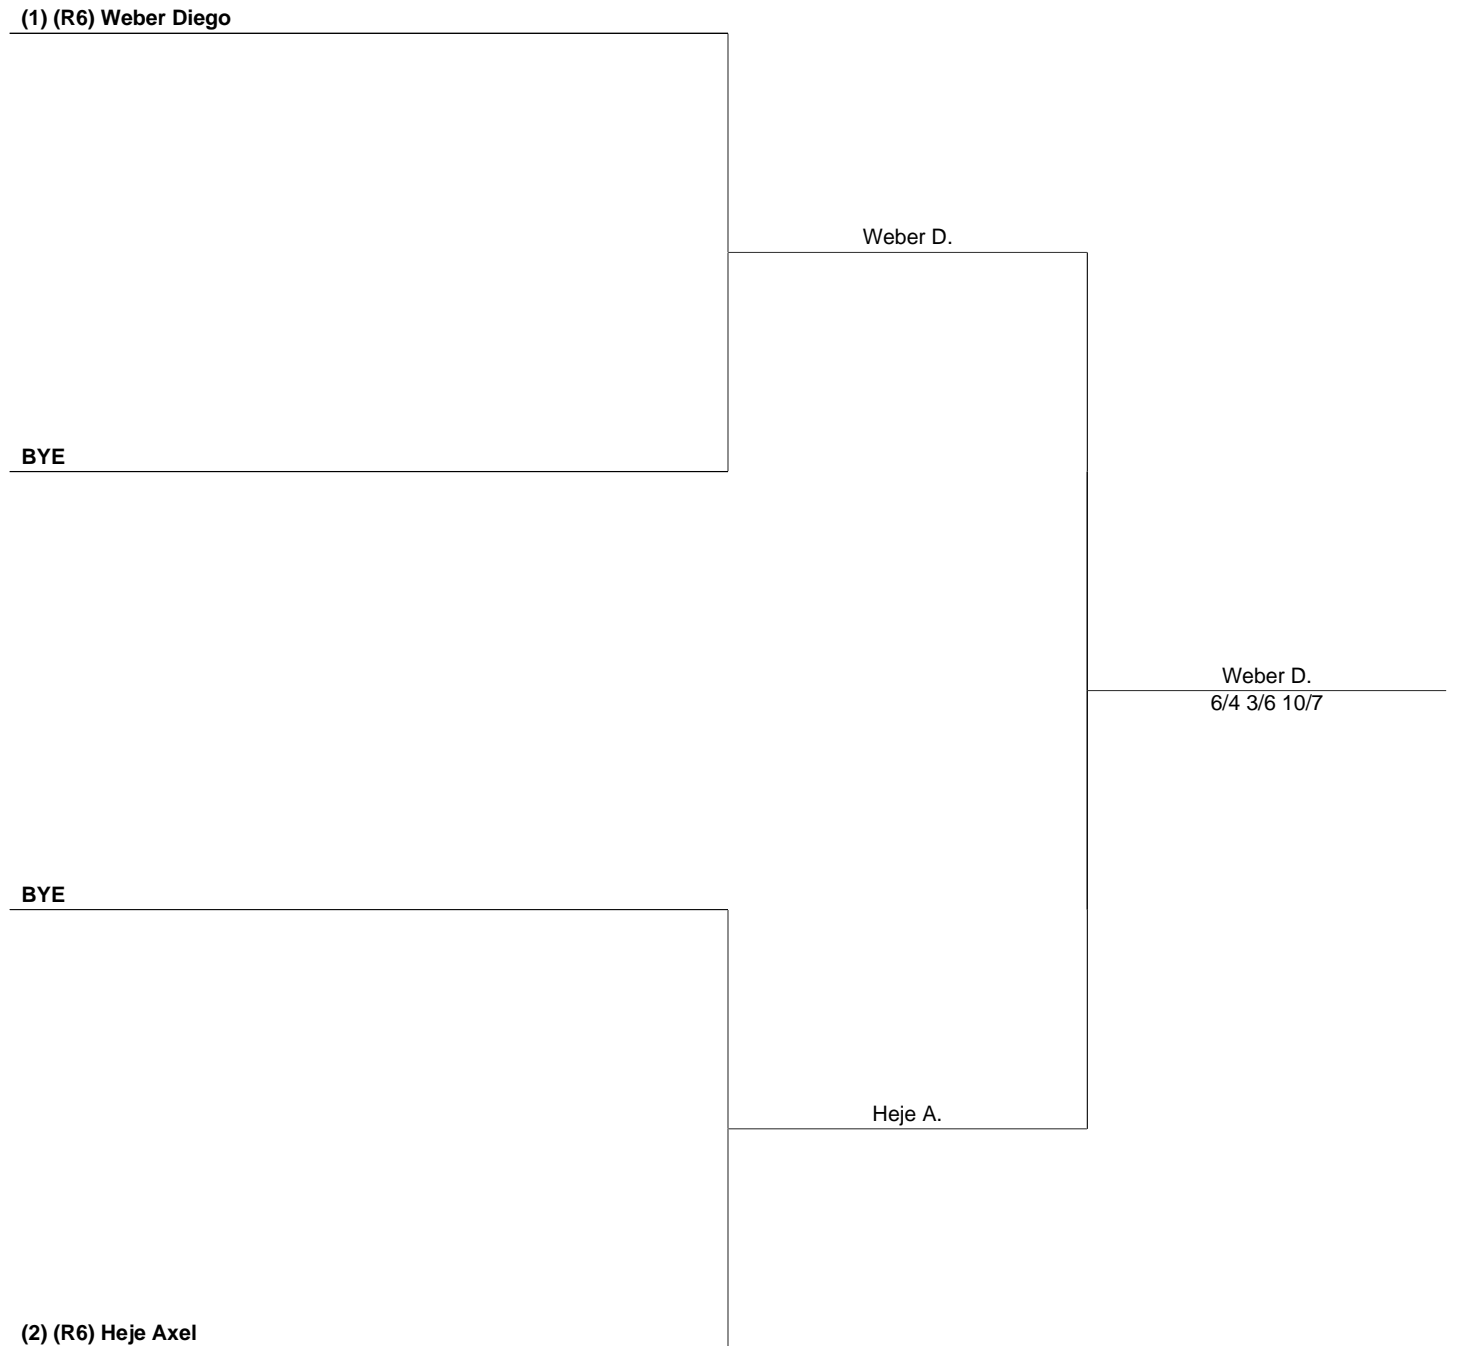 (1) (R6) Weber Diego
Weber D.
BYE
Weber D.
6/4 3/6 10/7
BYE
Heje A.
(2) (R6) Heje Axel